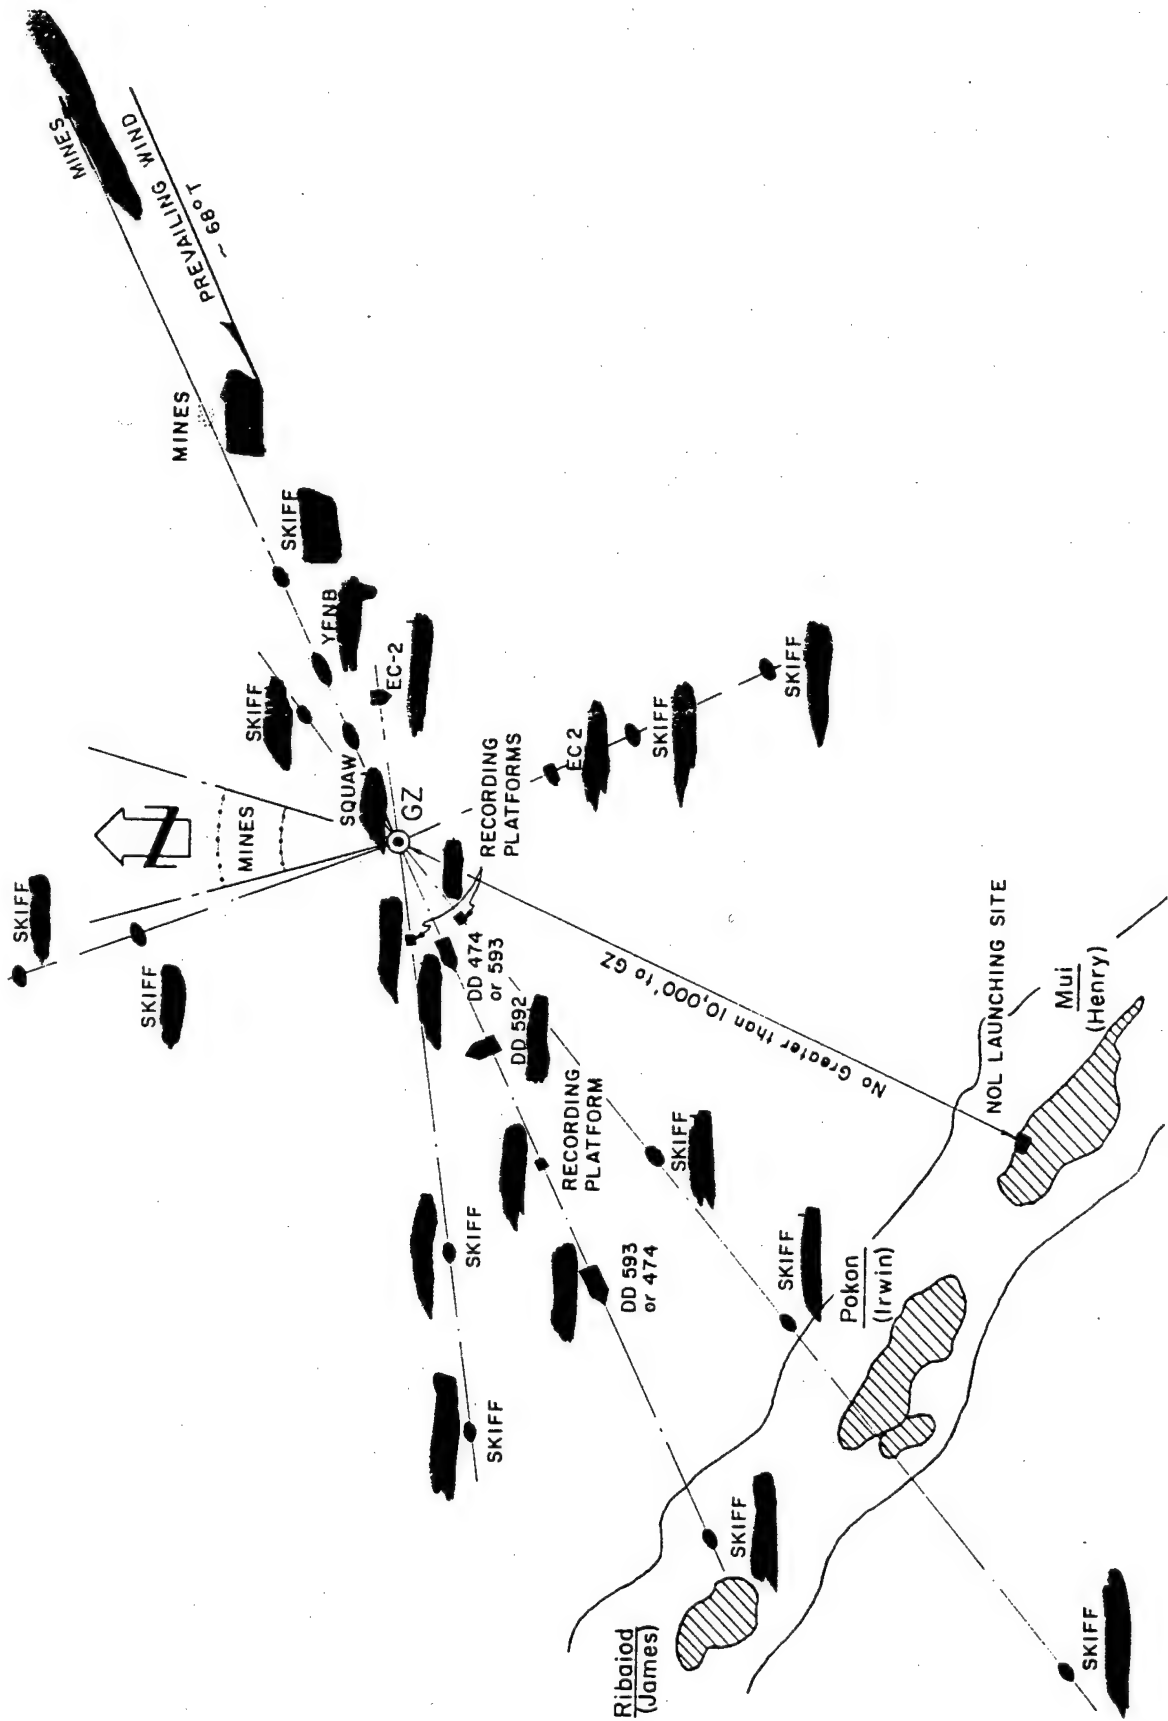 MINES
PREVAILING WIND
~ 68° T
MINES
SKIFF
YFNB
SKIFF
EC-2
SQUAW
GZ
MINES
SKIFF
SKIFF
RECORDING
PLATFORMS
EC 2
SKIFF
SKIFF
DD 474
or 593
DD 592
RECORDING
PLATFORM
SKIFF
SKIFF
DD 593
or 474
SKIFF
SKIFF
SKIFF
SKIFF
No Greater than 10,000' to GZ
NOL LAUNCHING SITE
Mui
(Henry)
Pokon
(Irwin)
Ribaiod
(James)